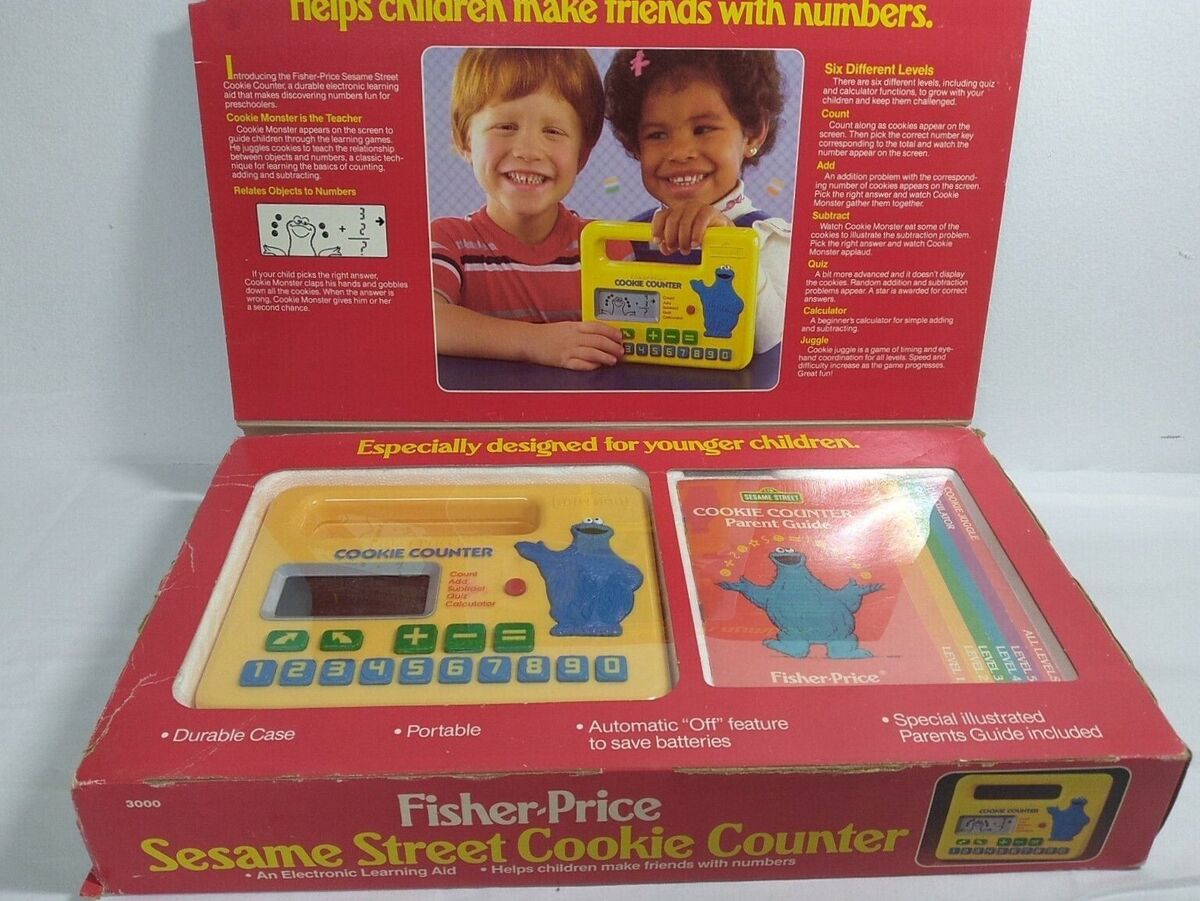 Helps children make friends with numbers.
Introducing the Fisher-Price Sesame Street
Cookie Counter, a durable electronic learning
aid that makes discovering numbers fun for
preschoolers.
Cookie Monster is the Teacher
Cookie Monster appears on the screen to
guide children through the learning games.
He juggles cookies to teach the relationship
between objects and numbers, a classic tech-
nique for learning the basics of counting,
adding and subtracting.
Relates Objects to Numbers
3
+ 2
?
If your child picks the right answer,
Cookie Monster claps his hands and gobbles
down all the cookies. When the answer is
wrong, Cookie Monster gives him or her
a second chance.
COOKIE COUNTER
Count
Add
Subtract
Quiz
Calculator
+ − =
3 4 5 6 7 8 9 0
Six Different Levels
There are six different levels, including quiz
and calculator functions, to grow with your
children and keep them challenged.
Count
Count along as cookies appear on the
screen. Then pick the correct number key
corresponding to the total and watch the
number appear on the screen.
Add
An addition problem with the correspond-
ing number of cookies appears on the screen.
Pick the right answer and watch Cookie
Monster gather them together.
Subtract
Watch Cookie Monster eat some of the
cookies to illustrate the subtraction problem.
Pick the right answer and watch Cookie
Monster applaud.
Quiz
A bit more advanced and it doesn't display
the cookies. Random addition and subtraction
problems appear. A star is awarded for correct
answers.
Calculator
A beginner's calculator for simple adding
and subtracting.
Juggle
Cookie juggle is a game of timing and eye-
hand coordination for all levels. Speed and
difficulty increase as the game progresses.
Great fun!
Especially designed for younger children.
COOKIE COUNTER
Count
Add
Subtract
Quiz
Calculator
+ − =
1 2 3 4 5 6 7 8 9 0
SESAME STREET
COOKIE COUNTER
Parent Guide
Fisher-Price
COOKIE-JUGGLE
LEVEL 1
LEVEL 2
LEVEL 3
LEVEL 4
LEVEL 5
ALL LEVELS
• Durable Case
• Portable
• Automatic "Off" feature
to save batteries
• Special illustrated
Parents Guide included
3000
Fisher-Price
Sesame Street Cookie Counter
• An Electronic Learning Aid • Helps children make friends with numbers
COOKIE COUNTER